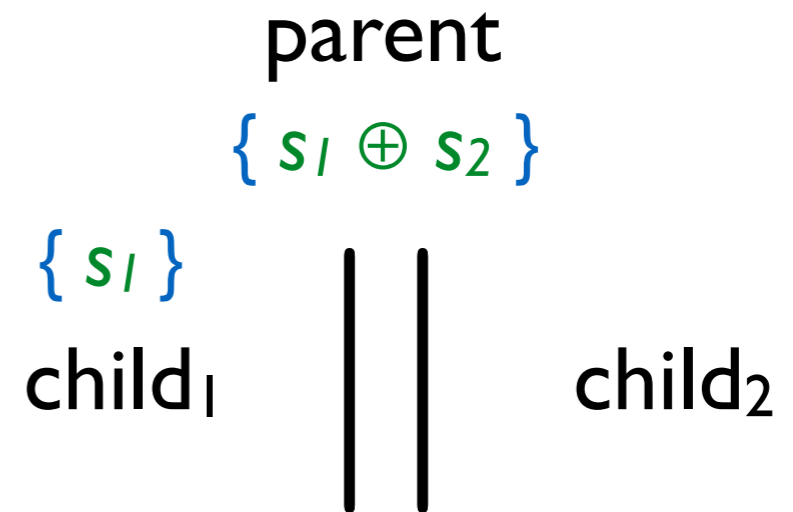 parent
{ s₁ ⊕ s₂ }
{ s₁ }
child₁ || child₂